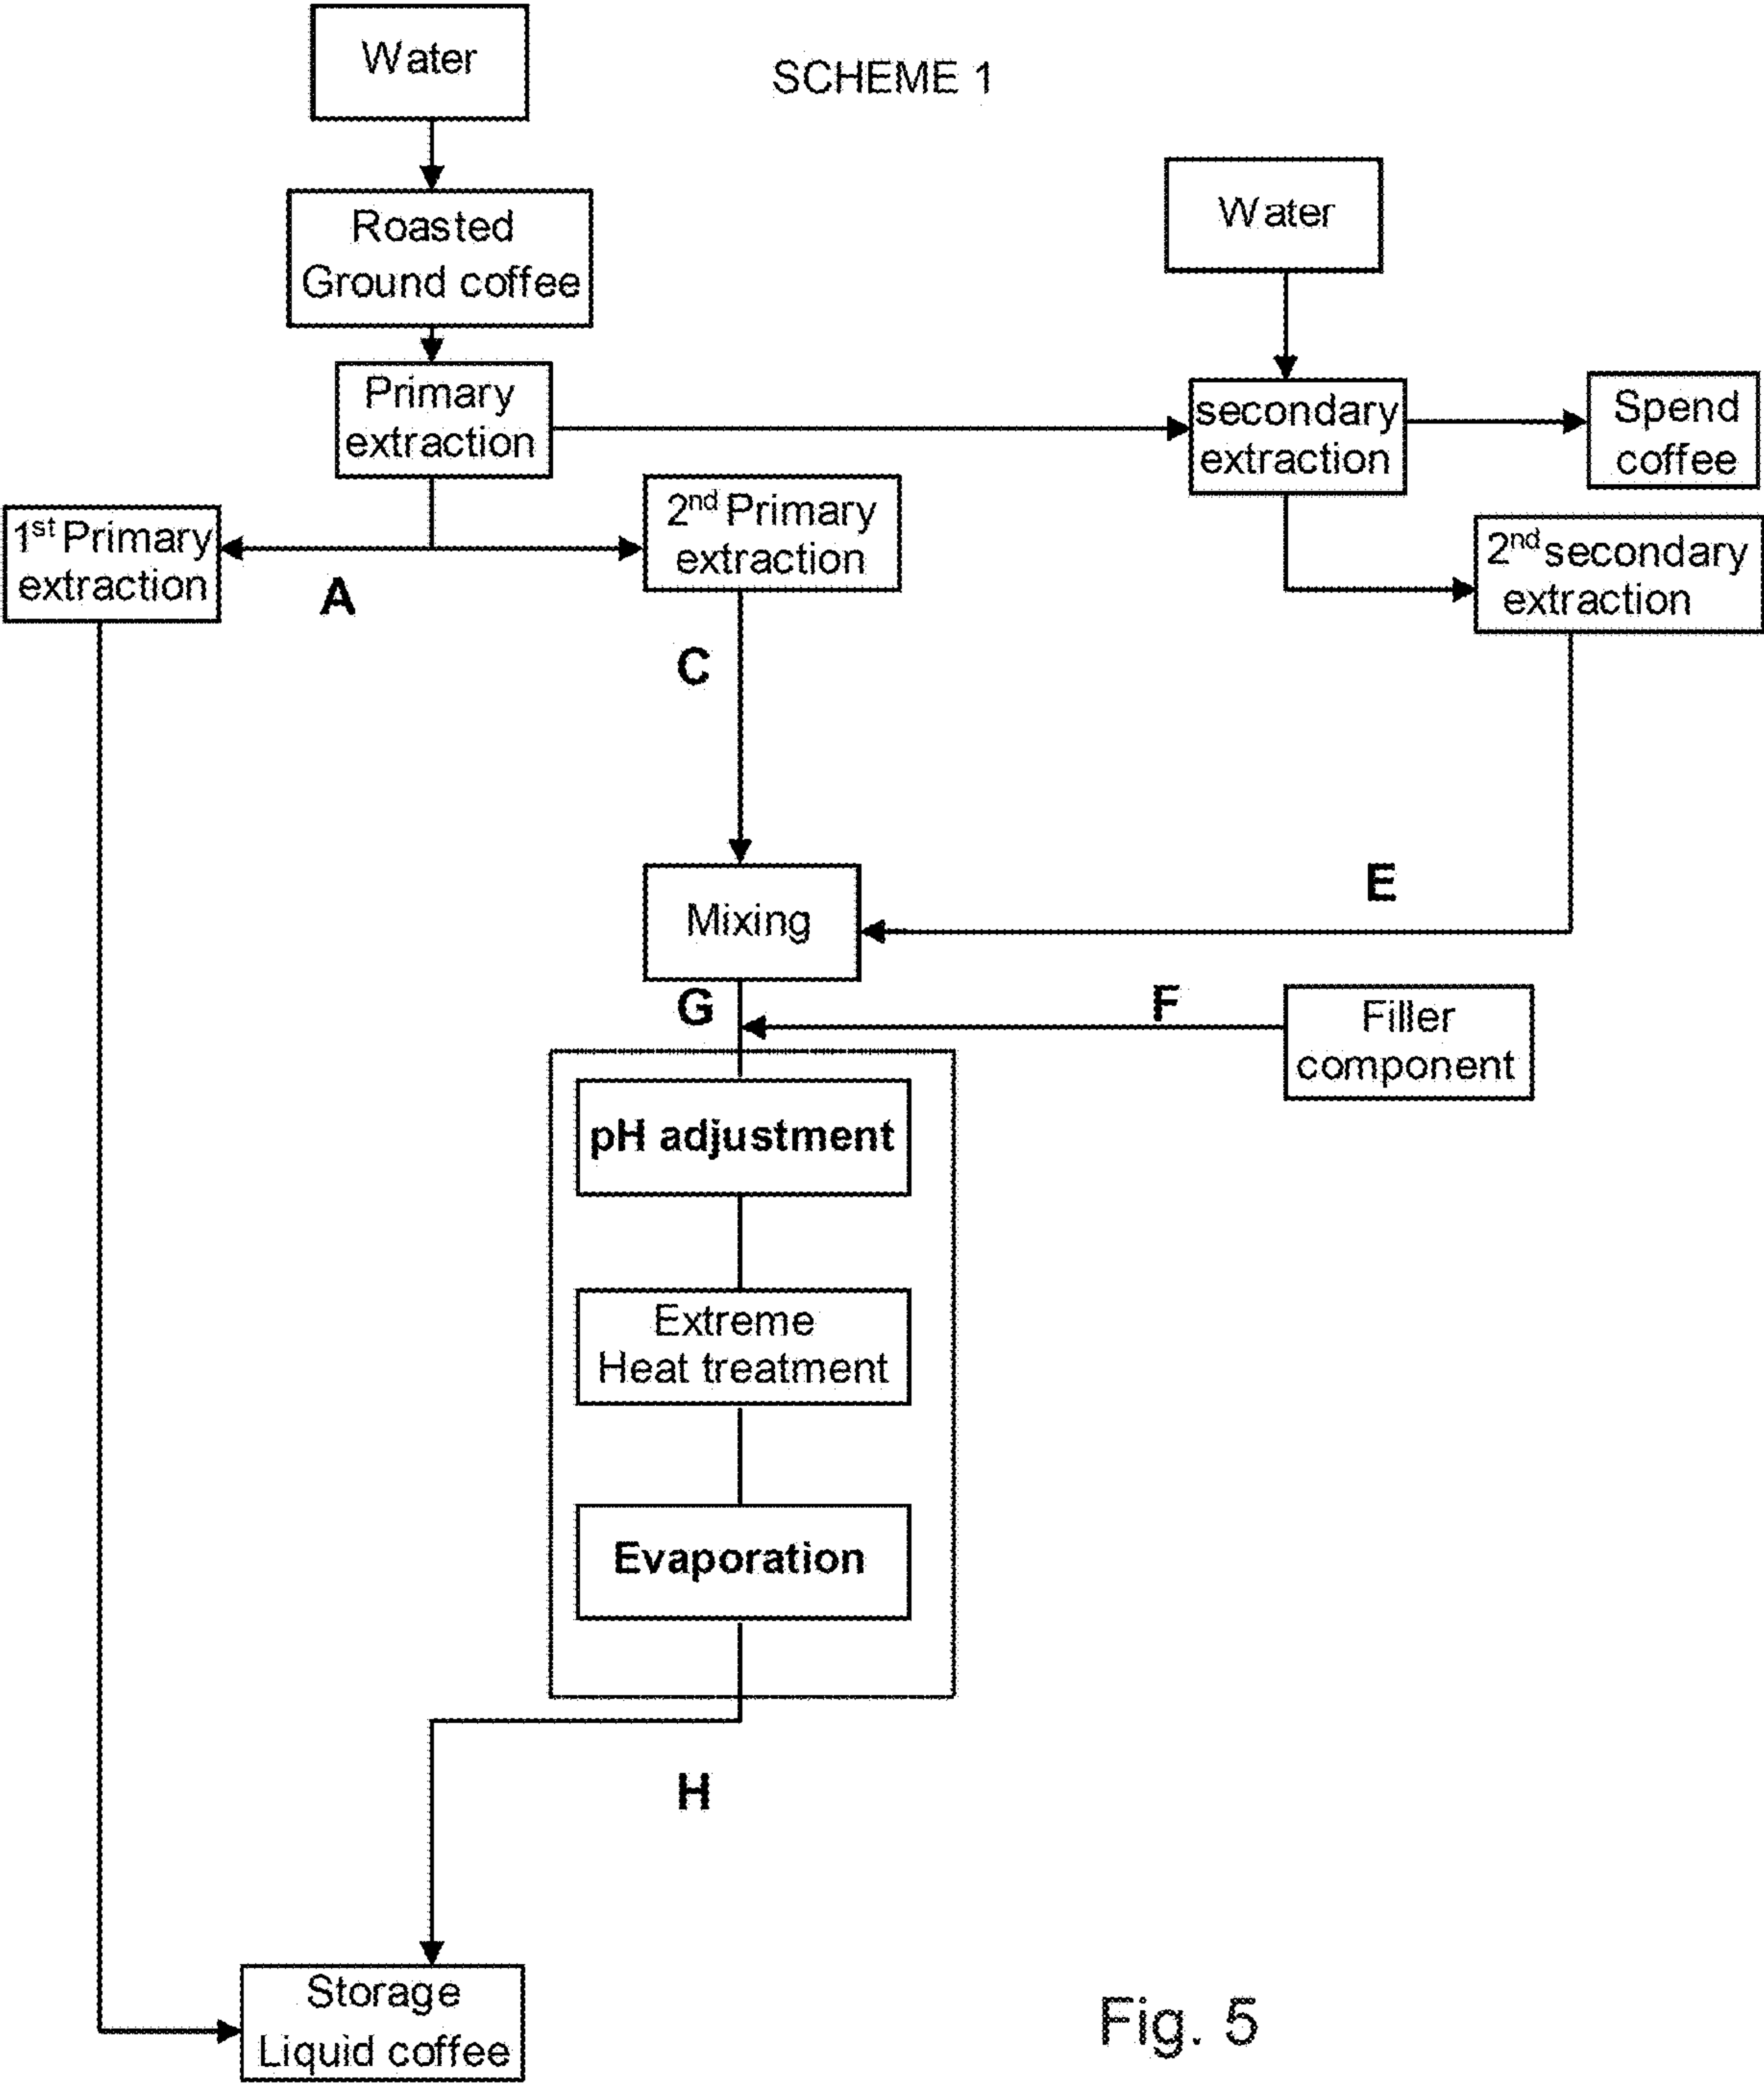 Water
SCHEME 1
Roasted
Ground coffee
Water
Primary
extraction
secondary
extraction
Spend
coffee
1st Primary
extraction
A
2nd Primary
extraction
2nd secondary
extraction
C
Mixing
E
G
F
Filler
component
pH adjustment
Extreme
Heat treatment
Evaporation
H
Storage
Liquid coffee
Fig. 5